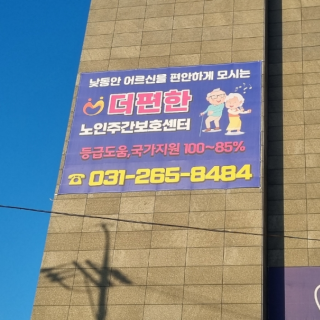 낮동안 어르신을 편안하게 모시는
더편한
노인주간보호센터
등급도움,국가지원 100~85%
☎ 031-265-8484